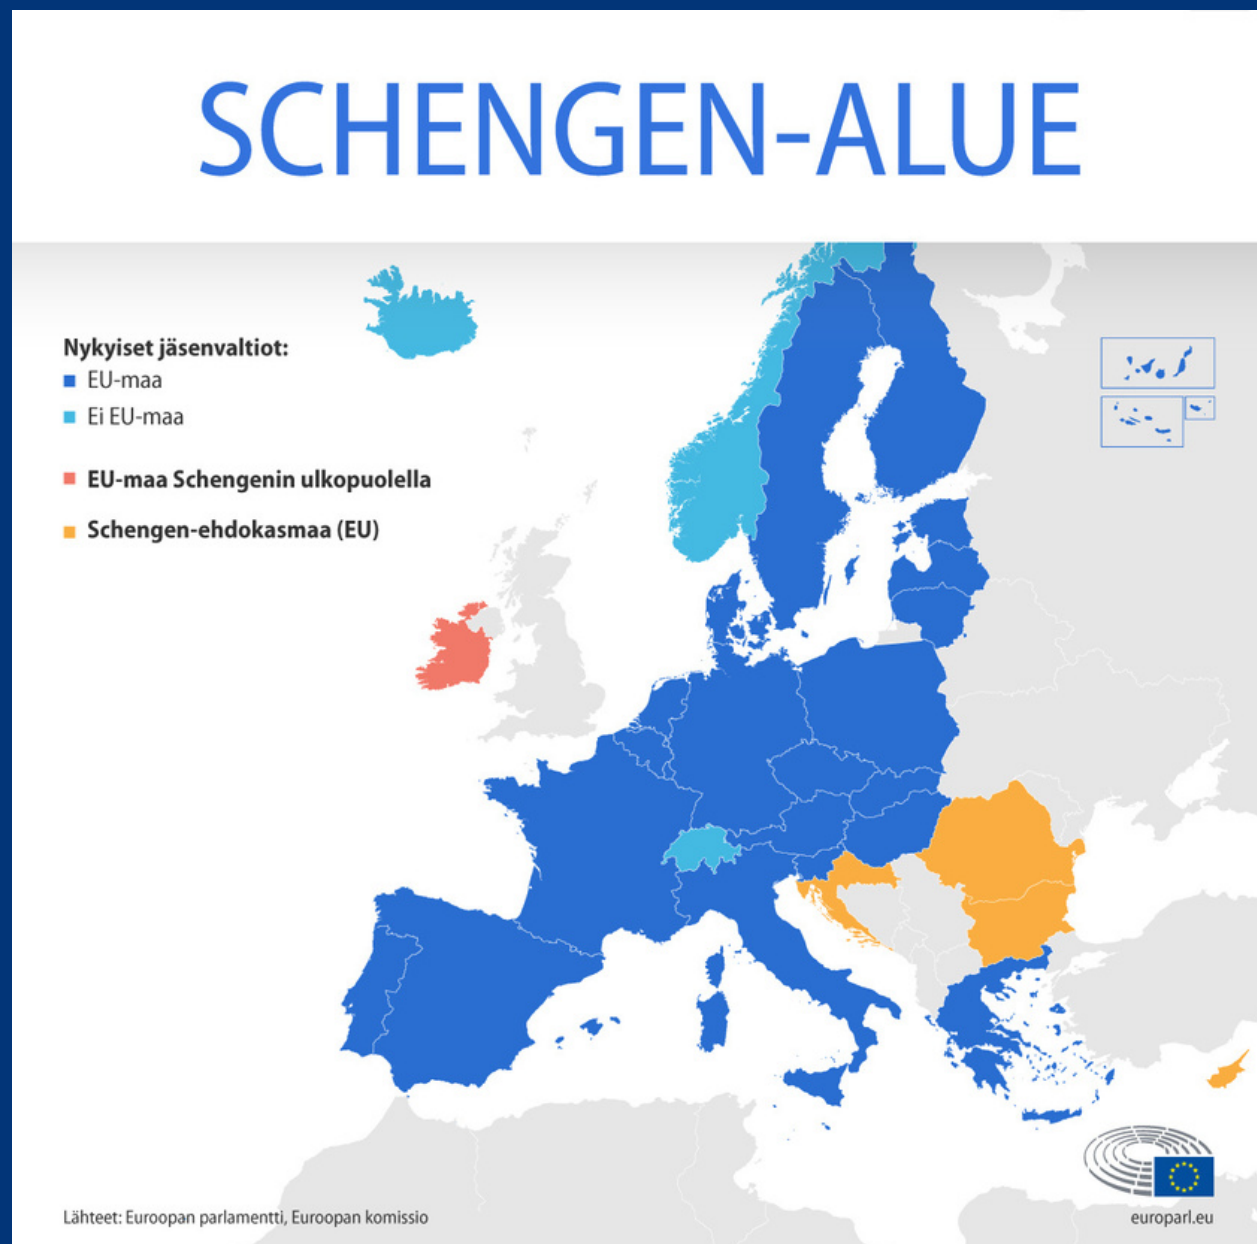 SCHENGEN-ALUE
Nykyiset jäsenvaltiot:
EU-maa
Ei EU-maa
EU-maa Schengenin ulkopuolella
Schengen-ehdokasmaa (EU)
Lähteet: Euroopan parlamentti, Euroopan komissio
europarl.eu